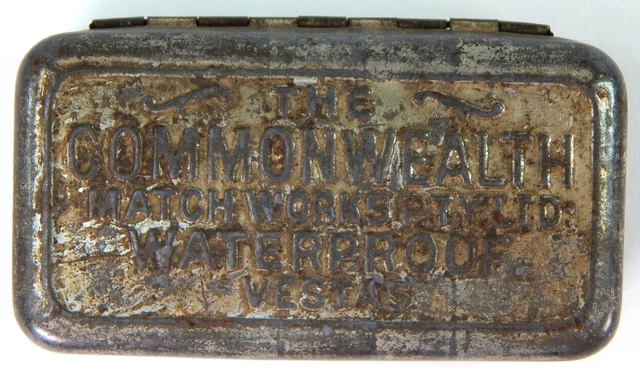 THE
COMMONWEALTH
MATCH WORKS PTY LTD.
WATERPROOF
VESTAS